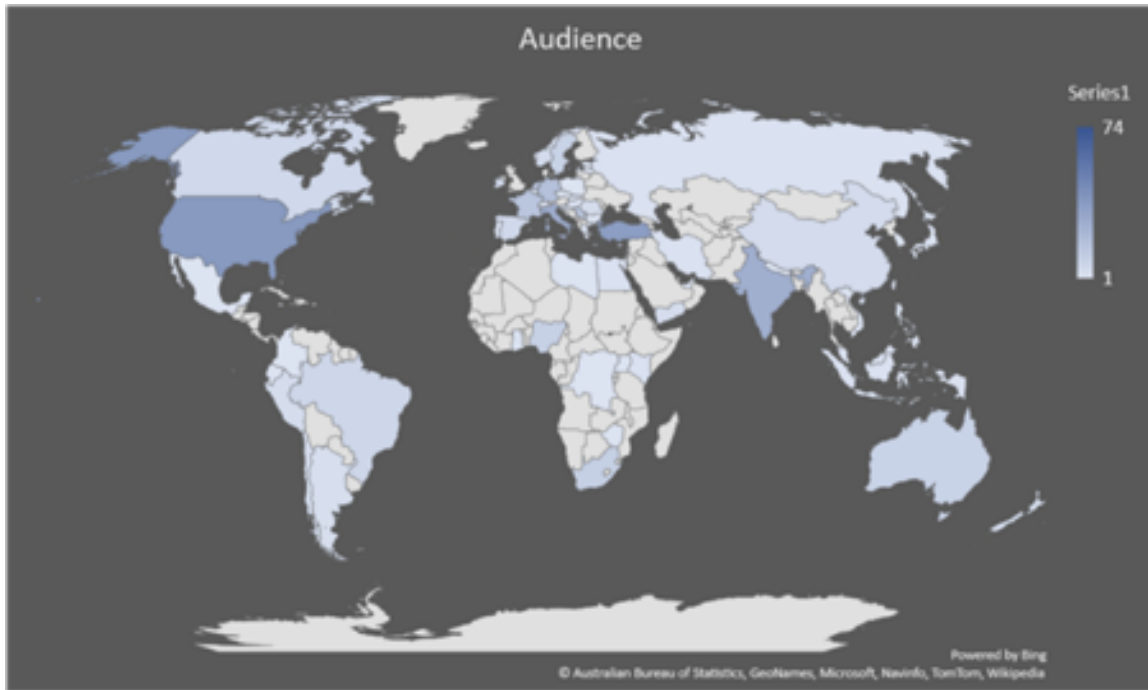 Audience
Series1
74
1
Powered by Bing
© Australian Bureau of Statistics, GeoNames, Microsoft, Navinfo, TomTom, Wikipedia